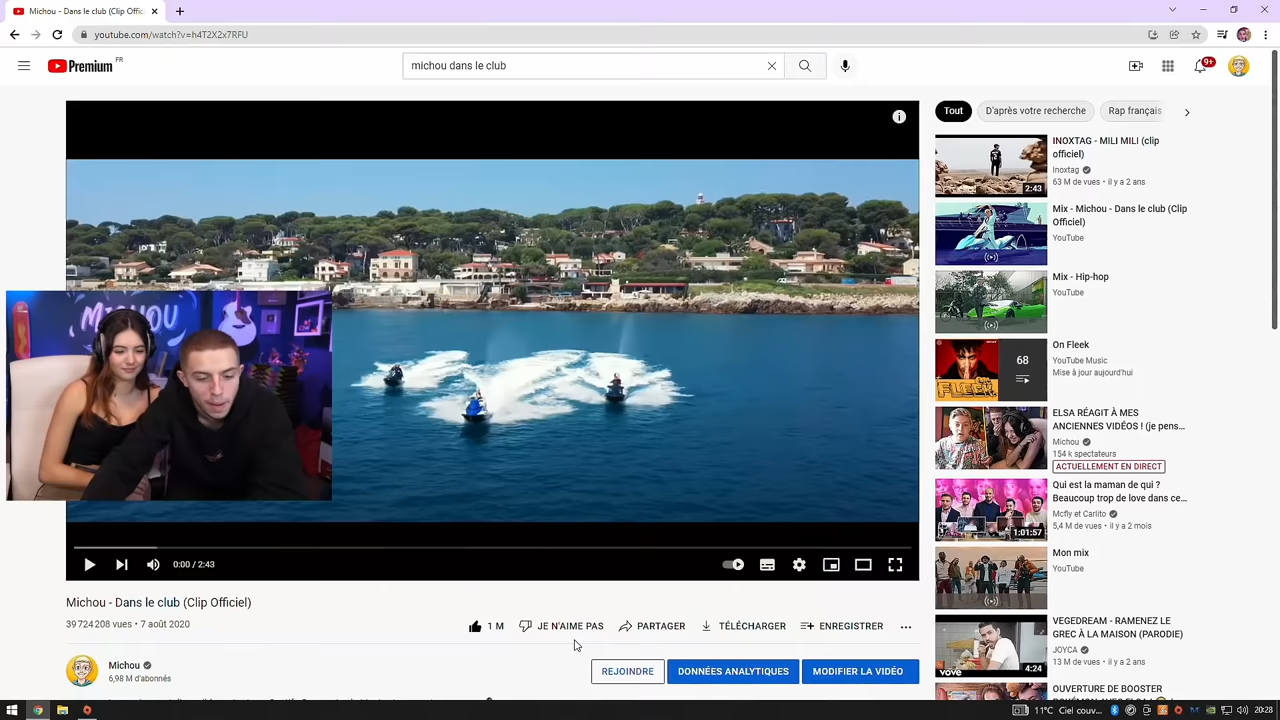 Michou - Dans le club (Clip Offici
youtube.com/watch?v=h4T2X2x7RFU
Premium FR
michou dans le club
9+
MICHOU
0:00 / 2:43
Michou - Dans le club (Clip Officiel)
39 724 208 vues • 7 août 2020
1 M
JE N'AIME PAS
PARTAGER
TÉLÉCHARGER
ENREGISTRER
Michou
6,98 M d'abonnés
REJOINDRE
DONNÉES ANALYTIQUES
MODIFIER LA VIDÉO
Tout
D'après votre recherche
Rap français
2:43
INOXTAG - MILI MILI (clip
officiel)
Inoxtag
63 M de vues • il y a 2 ans
Mix - Michou - Dans le club (Clip
Officiel)
YouTube
Mix - Hip-hop
YouTube
68
FLEEK
On Fleek
YouTube Music
Mise à jour aujourd'hui
ELSA RÉAGIT À MES
ANCIENNES VIDÉOS ! (je pens...
Michou
154 k spectateurs
ACTUELLEMENT EN DIRECT
1:01:57
Qui est la maman de qui ?
Beaucoup trop de love dans ce...
Mcfly et Carlito
5,4 M de vues • il y a 2 mois
Mon mix
YouTube
vevo
4:24
VEGEDREAM - RAMENEZ LE
GREC À LA MAISON (PARODIE)
JOYCA
13 M de vues • il y a 2 ans
OUVERTURE DE BOOSTER
11°C Ciel couv...
20:28